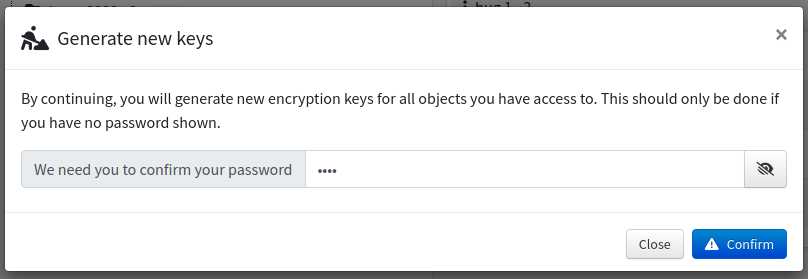 Generate new keys
×
By continuing, you will generate new encryption keys for all objects you have access to. This should only be done if
you have no password shown.
We need you to confirm your password ••••
Close Confirm